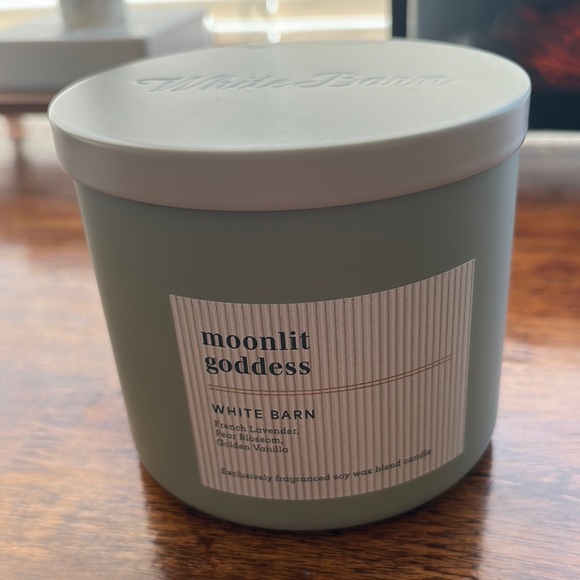 White Barn
moonlit
goddess
WHITE BARN
French Lavender,
Pear Blossom,
Golden Vanilla
Exclusively fragranced soy wax blend candle